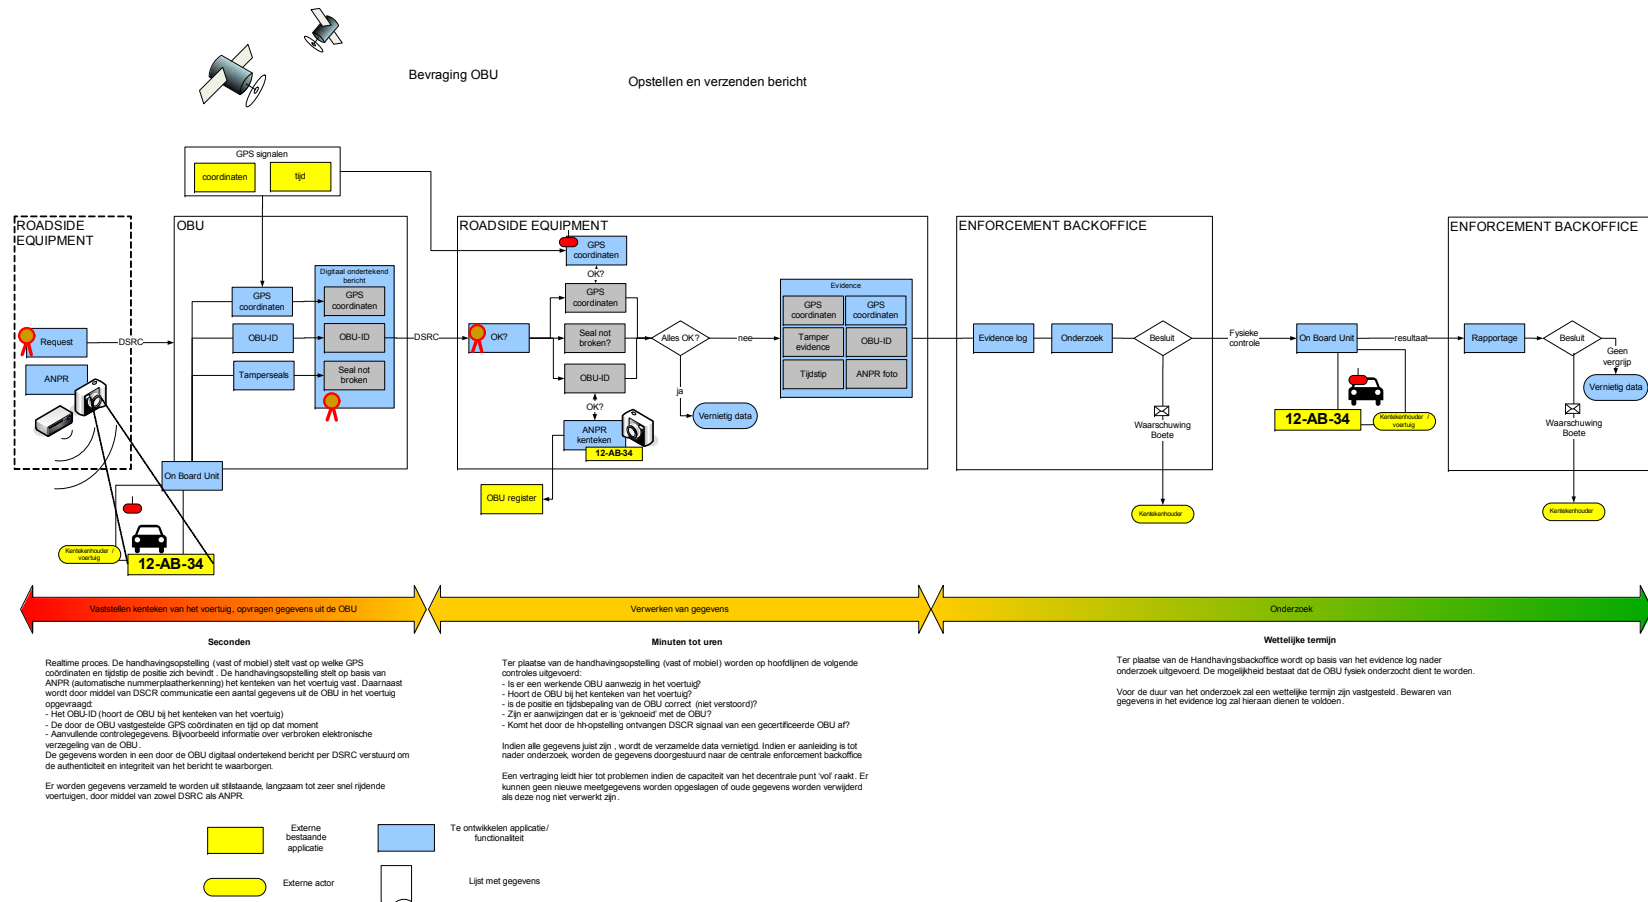 Bevraging OBU
Opstellen en verzenden bericht
GPS signalen
coordinaten
tijd
ROADSIDE
EQUIPMENT
Request
ANPR
DSRC
OBU
GPS
coordinaten
OBU-ID
Tamperseals
Digitaal ondertekend
bericht
GPS
coordinaten
OBU-ID
Seal not
broken
On Board Unit
Kentekenhouder /
voertuig
12-AB-34
DSRC
ROADSIDE EQUIPMENT
GPS
coordinaten
OK?
GPS
coordinaten
OK?
Seal not
broken?
OBU-ID
OK?
ANPR
kenteken
12-AB-34
OBU register
Alles OK?
nee
ja
Vernietig data
Evidence
GPS
coordinaten
GPS
coordinaten
Tamper
evidence
OBU-ID
Tijdstip
ANPR foto
ENFORCEMENT BACKOFFICE
Evidence log
Onderzoek
Besluit
Waarschuwing
Boete
Kentekenhouder
Fysieke
controle
On Board Unit
12-AB-34
Kentekenhouder /
voertuig
resultaat
ENFORCEMENT BACKOFFICE
Rapportage
Besluit
Geen
vergrijp
Vernietig data
Waarschuwing
Boete
Kentekenhouder
Vaststellen kenteken van het voertuig, opvragen gegevens uit de OBU
Verwerken van gegevens
Onderzoek
Seconden
Realtime proces. De handhavingsopstelling (vast of mobiel) stelt vast op welke GPS
coördinaten en tijdstip de positie zich bevindt . De handhavingsopstelling stelt op basis van
ANPR (automatische nummerplaatherkenning) het kenteken van het voertuig vast. Daarnaast
wordt door middel van DSCR communicatie een aantal gegevens uit de OBU in het voertuig
opgevraagd:
- Het OBU-ID (hoort de OBU bij het kenteken van het voertuig)
- De door de OBU vastgestelde GPS coördinaten en tijd op dat moment
- Aanvullende controlegegevens. Bijvoorbeeld informatie over verbroken elektronische
verzegeling van de OBU.
De gegevens worden in een door de OBU digitaal ondertekend bericht per DSRC verstuurd om
de authenticiteit en integriteit van het bericht te waarborgen.
Er worden gegevens verzameld te worden uit stilstaande, langzaam tot zeer snel rijdende
voertuigen, door middel van zowel DSRC als ANPR.
Minuten tot uren
Ter plaatse van de handhavingsopstelling (vast of mobiel) worden op hoofdlijnen de volgende
controles uitgevoerd:
- Is er een werkende OBU aanwezig in het voertuig?
- Hoort de OBU bij het kenteken van het voertuig?
- is de positie en tijdsbepaling van de OBU correct (niet verstoord)?
- Zijn er aanwijzingen dat er is 'geknoeid' met de OBU?
- Komt het door de hh-opstelling ontvangen DSCR signaal van een gecertificeerde OBU af?
Indien alle gegevens juist zijn , wordt de verzamelde data vernietigd. Indien er aanleiding is tot
nader onderzoek, worden de gegevens doorgestuurd naar de centrale enforcement backoffice
Een vertraging leidt hier tot problemen indien de capaciteit van het decentrale punt 'vol' raakt. Er
kunnen geen nieuwe meetgegevens worden opgeslagen of oude gegevens worden verwijderd
als deze nog niet verwerkt zijn.
Wettelijke termijn
Ter plaatse van de Handhavingsbackoffice wordt op basis van het evidence log nader
onderzoek uitgevoerd. De mogelijkheid bestaat dat de OBU fysiek onderzocht dient te worden.
Voor de duur van het onderzoek zal een wettelijke termijn zijn vastgesteld. Bewaren van
gegevens in het evidence log zal hieraan dienen te voldoen.
Externe
bestaande
applicatie
Te ontwikkelen applicatie/
functionaliteit
Externe actor
Lijst met gegevens